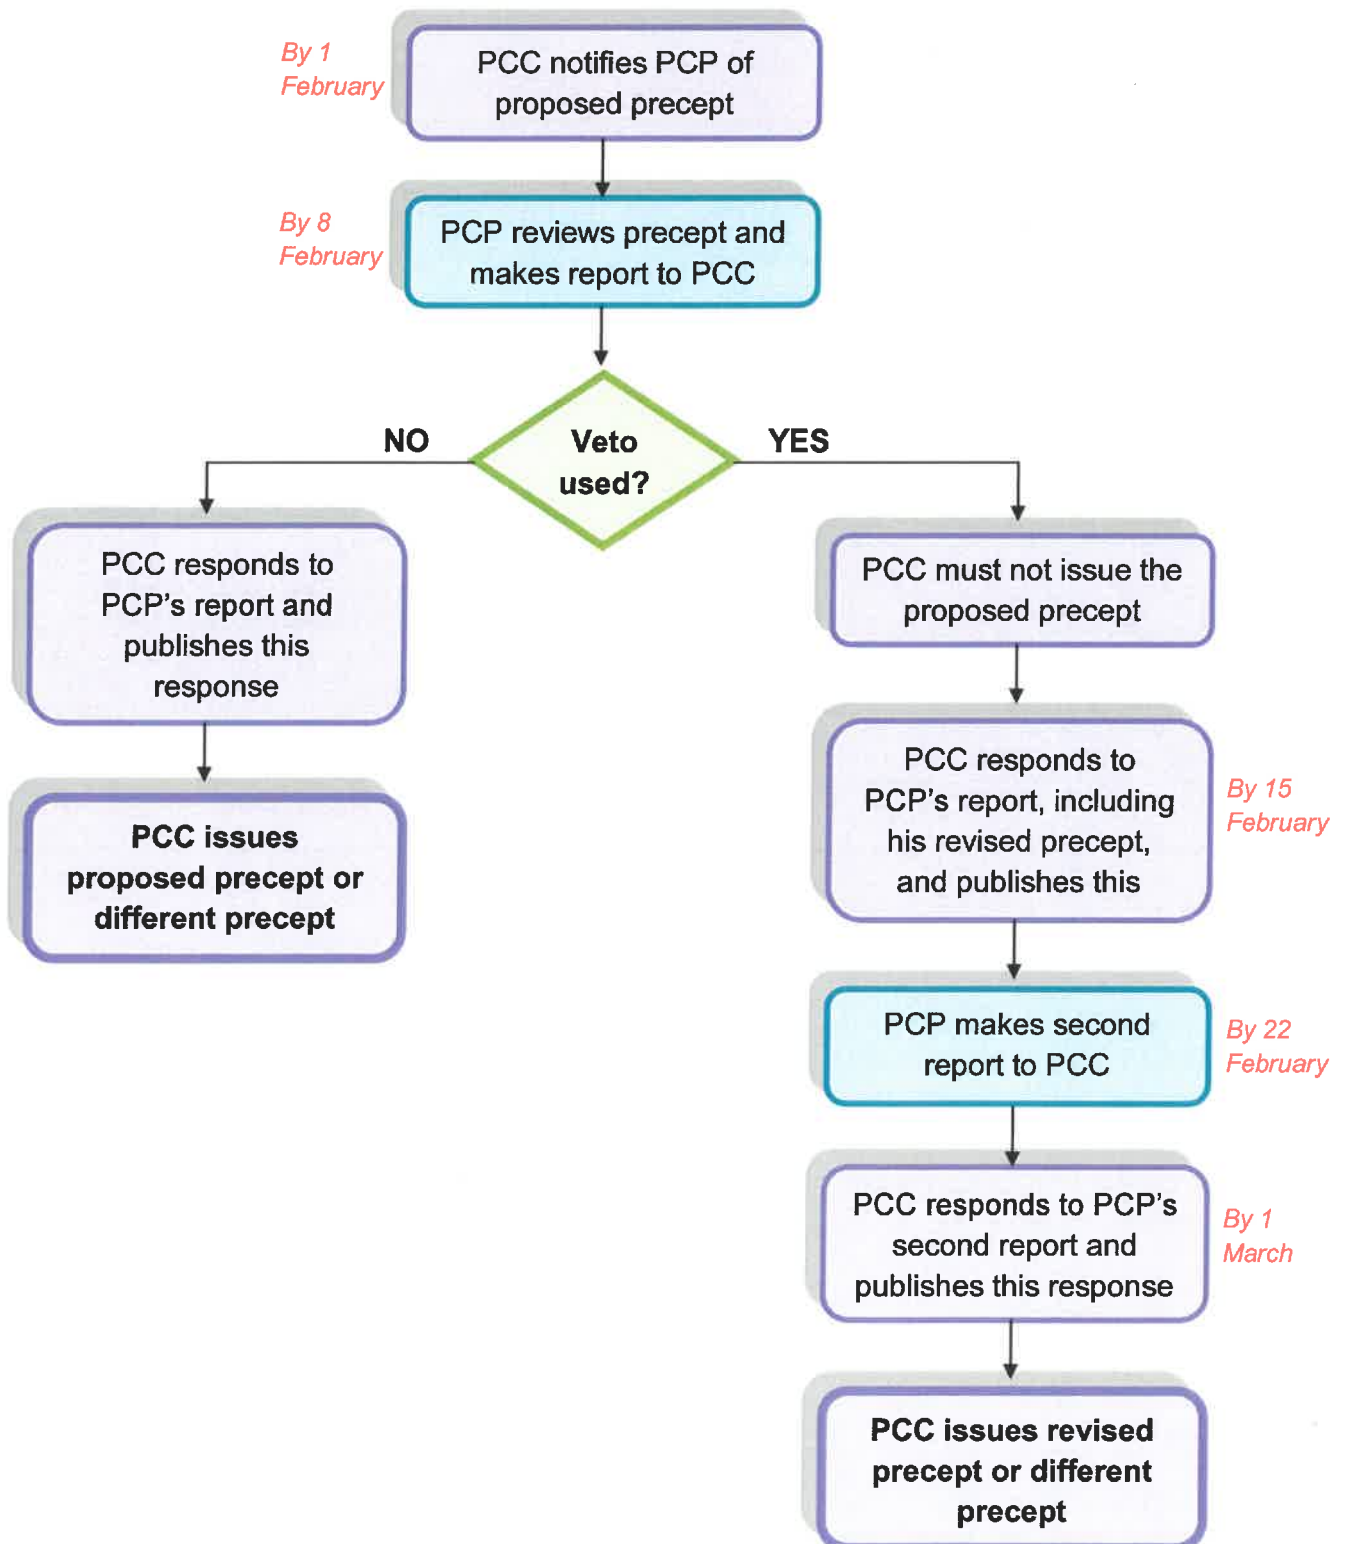 By 1
February
PCC notifies PCP of
proposed precept
By 8
February
PCP reviews precept and
makes report to PCC
NO
Veto
used?
YES
PCC responds to
PCP's report and
publishes this
response
PCC issues
proposed precept or
different precept
PCC must not issue the
proposed precept
PCC responds to
PCP's report, including
his revised precept,
and publishes this
By 15
February
PCP makes second
report to PCC
By 22
February
PCC responds to PCP's
second report and
publishes this response
By 1
March
PCC issues revised
precept or different
precept